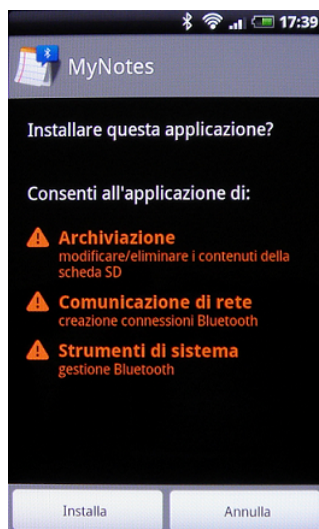 17:39
MyNotes
Installare questa applicazione?
Consenti all'applicazione di:
Archiviazione
modificare/eliminare i contenuti della
scheda SD
Comunicazione di rete
creazione connessioni Bluetooth
Strumenti di sistema
gestione Bluetooth
Installa
Annulla